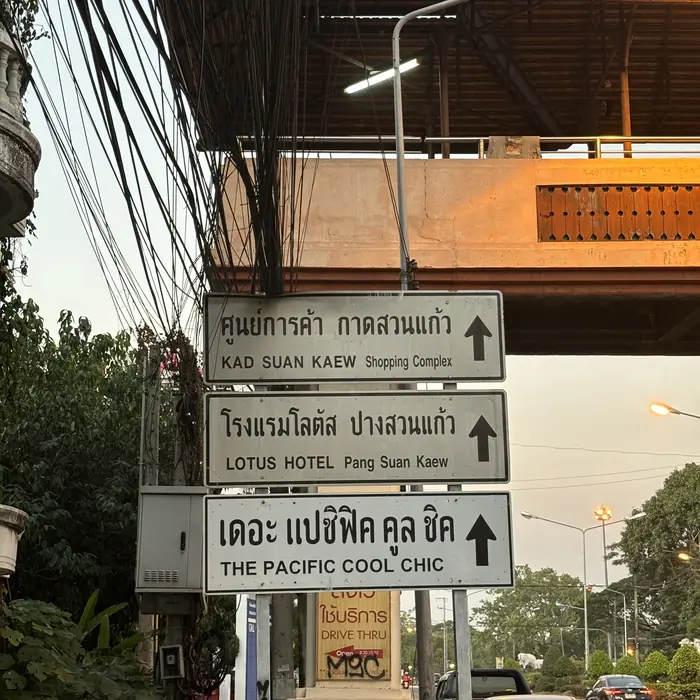 ศูนย์การค้า กาดสวนแก้ว
KAD SUAN KAEW Shopping Complex
โรงแรมโลตัส ปางสวนแก้ว
LOTUS HOTEL Pang Suan Kaew
เดอะ แปซิฟิค คูล ชิค
THE PACIFIC COOL CHIC
ใช้บริการ
DRIVE THRU
Open